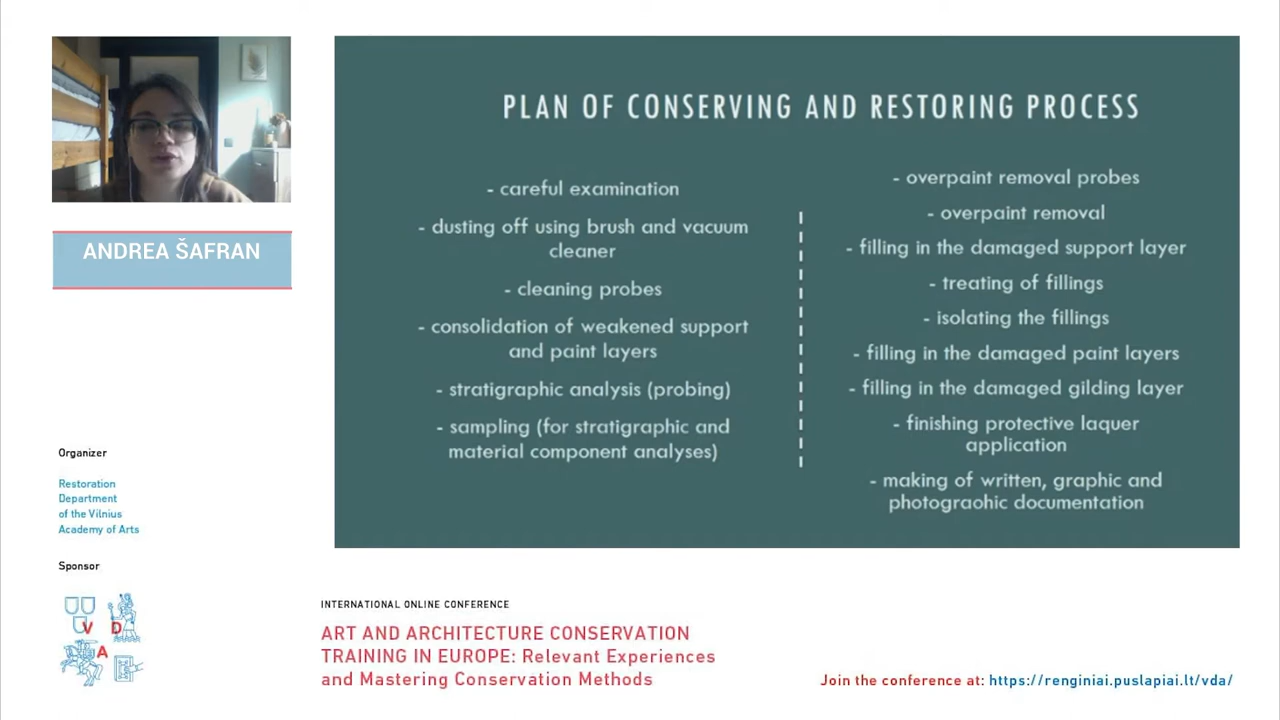 ANDREA ŠAFRAN
Organizer
Restoration
Department
of the Vilnius
Academy of Arts
Sponsor
V D
A
PLAN OF CONSERVING AND RESTORING PROCESS
- careful examination
- dusting off using brush and vacuum
cleaner
- cleaning probes
- consolidation of weakened support
and paint layers
- stratigraphic analysis (probing)
- sampling (for stratigraphic and
material component analyses)
- overpaint removal probes
- overpaint removal
- filling in the damaged support layer
- treating of fillings
- isolating the fillings
- filling in the damaged paint layers
- filling in the damaged gilding layer
- finishing protective laquer
application
- making of written, graphic and
photograohic documentation
INTERNATIONAL ONLINE CONFERENCE
ART AND ARCHITECTURE CONSERVATION
TRAINING IN EUROPE: Relevant Experiences
and Mastering Conservation Methods
Join the conference at: https://renginiai.puslapiai.lt/vda/